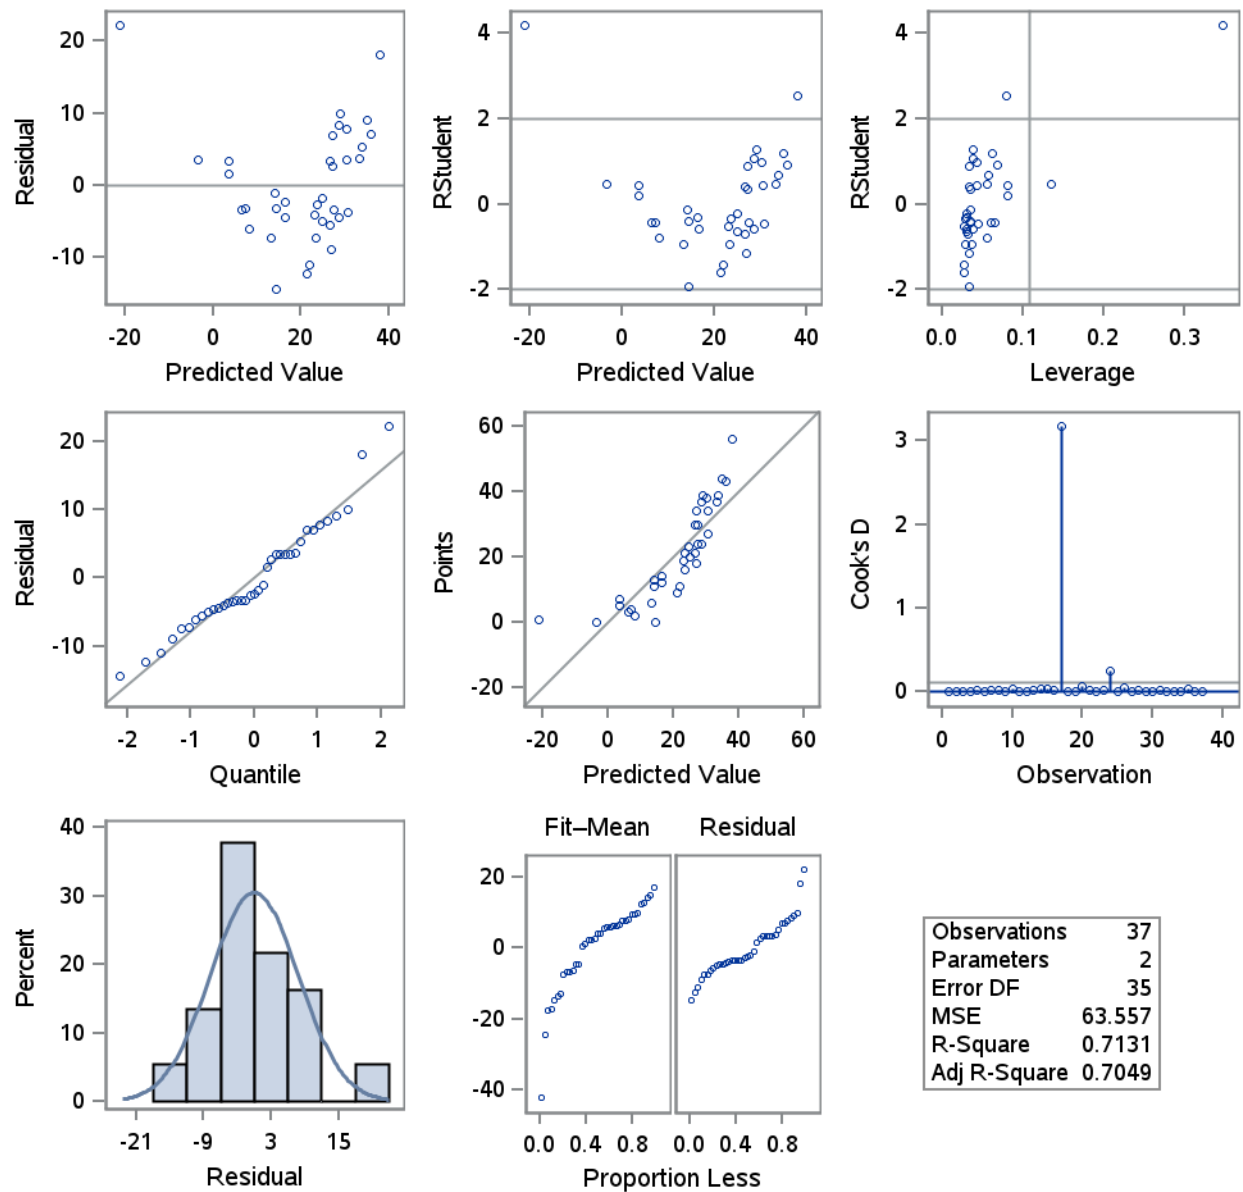 20
10
0
-10
Residual
-20 0 20 40
Predicted Value
4
2
0
-2
RStudent
-20 0 20 40
Predicted Value
4
2
0
-2
RStudent
0.0 0.1 0.2 0.3
Leverage
20
10
0
-10
Residual
-2 -1 0 1 2
Quantile
60
40
20
0
-20
Points
-20 0 20 40 60
Predicted Value
3
2
1
0
Cook's D
0 10 20 30 40
Observation
40
30
20
10
0
Percent
-21 -9 3 15
Residual
Fit–Mean Residual
20
0
-20
-40
0.0 0.4 0.8 0.0 0.4 0.8
Proportion Less
Observations 37
Parameters 2
Error DF 35
MSE 63.557
R-Square 0.7131
Adj R-Square 0.7049